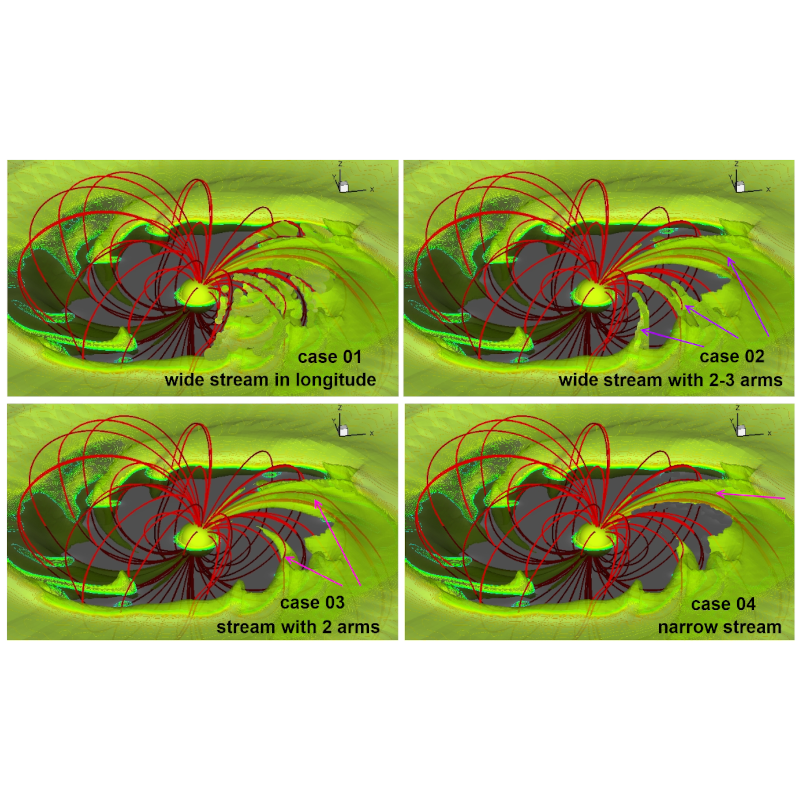 Z
Y
X
case 01
wide stream in longitude
Z
Y
X
case 02
wide stream with 2-3 arms
Z
Y
X
case 03
stream with 2 arms
Z
Y
X
case 04
narrow stream